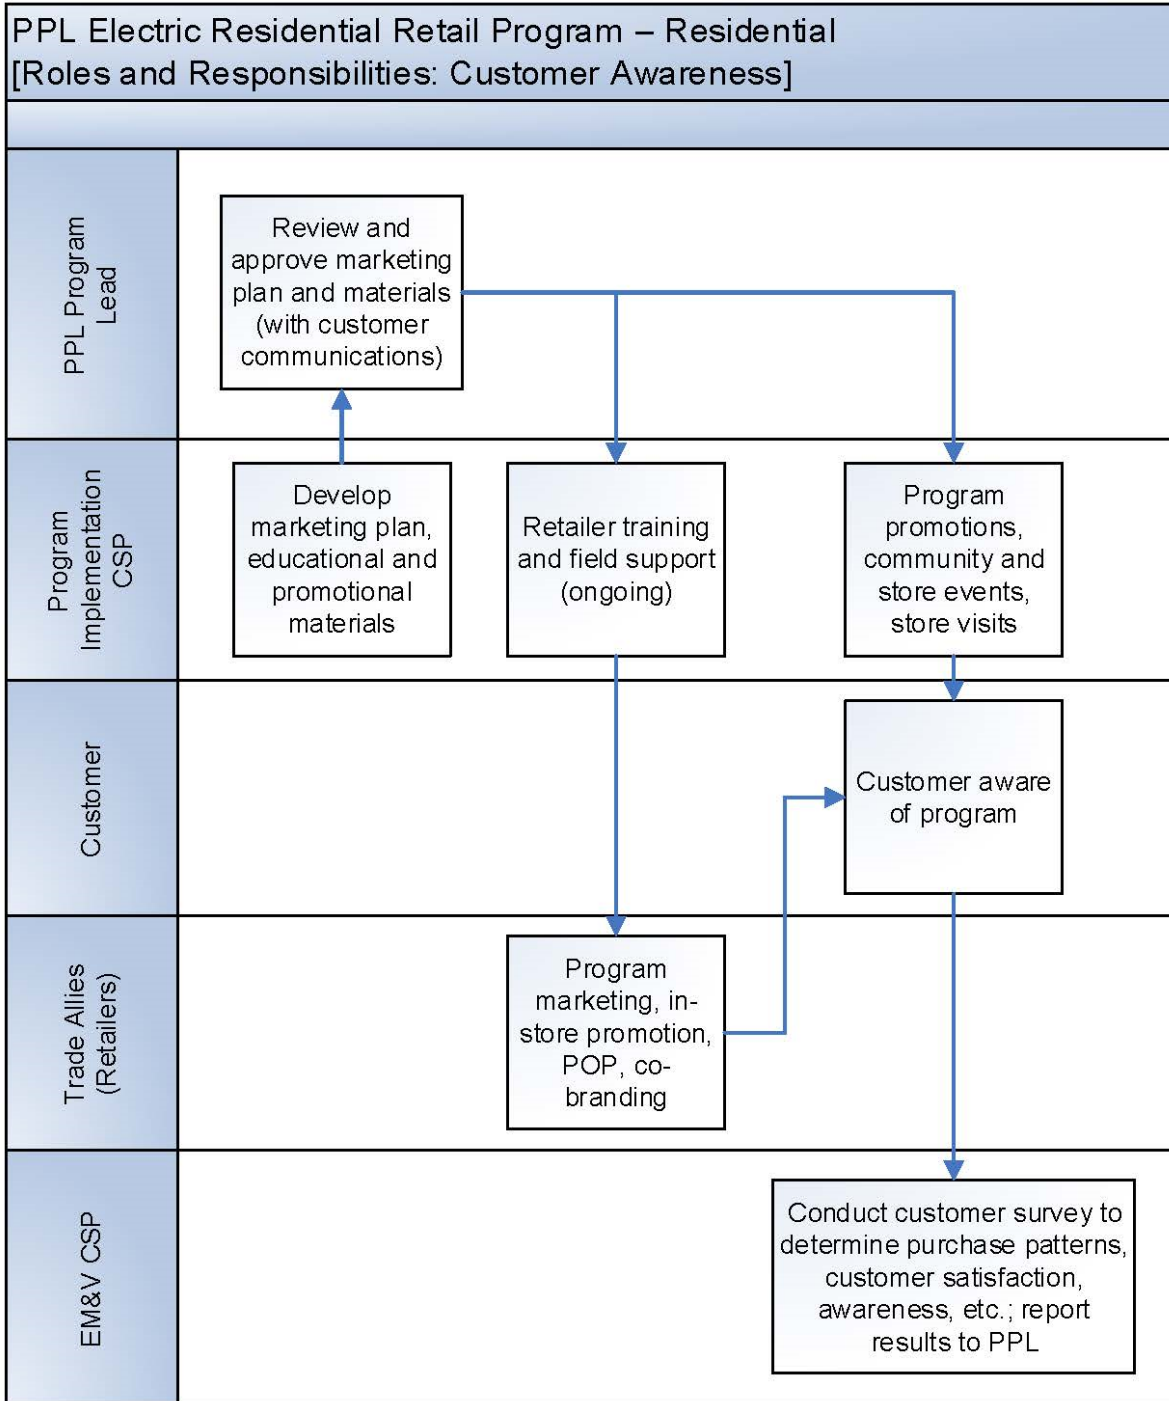 PPL Electric Residential Retail Program – Residential
[Roles and Responsibilities: Customer Awareness]
PPL Program
Lead
Review and
approve marketing
plan and materials
(with customer
communications)
Program
Implementation
CSP
Develop
marketing plan,
educational and
promotional
materials
Retailer training
and field support
(ongoing)
Program
promotions,
community and
store events,
store visits
Customer
Customer aware
of program
Trade Allies
(Retailers)
Program
marketing, in-
store promotion,
POP, co-
branding
EM&V CSP
Conduct customer survey to
determine purchase patterns,
customer satisfaction,
awareness, etc.; report
results to PPL